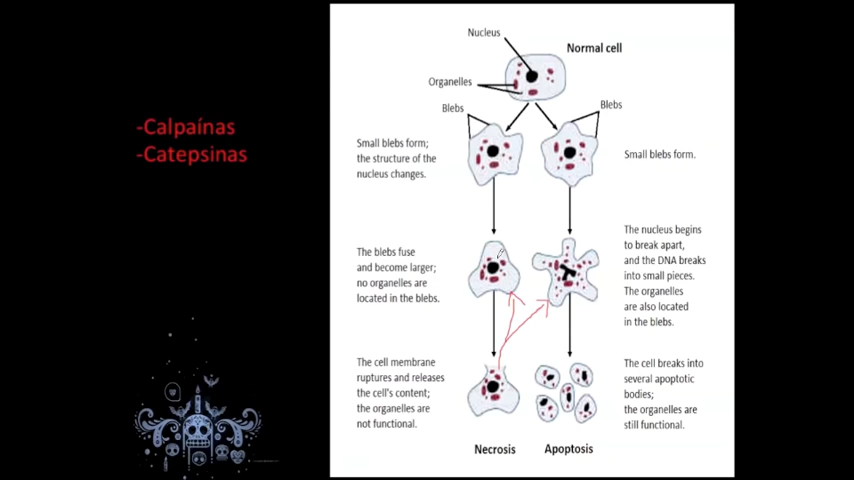 -Calpaínas
-Catepsinas
Nucleus
Normal cell
Organelles
Blebs
Blebs
Small blebs form;
the structure of the
nucleus changes.
Small blebs form.
The blebs fuse
and become larger;
no organelles are
located in the blebs.
The nucleus begins
to break apart,
and the DNA breaks
into small pieces.
The organelles
are also located
in the blebs.
The cell membrane
ruptures and releases
the cell's content;
the organelles are
not functional.
The cell breaks into
several apoptotic
bodies;
the organelles are
still functional.
Necrosis
Apoptosis